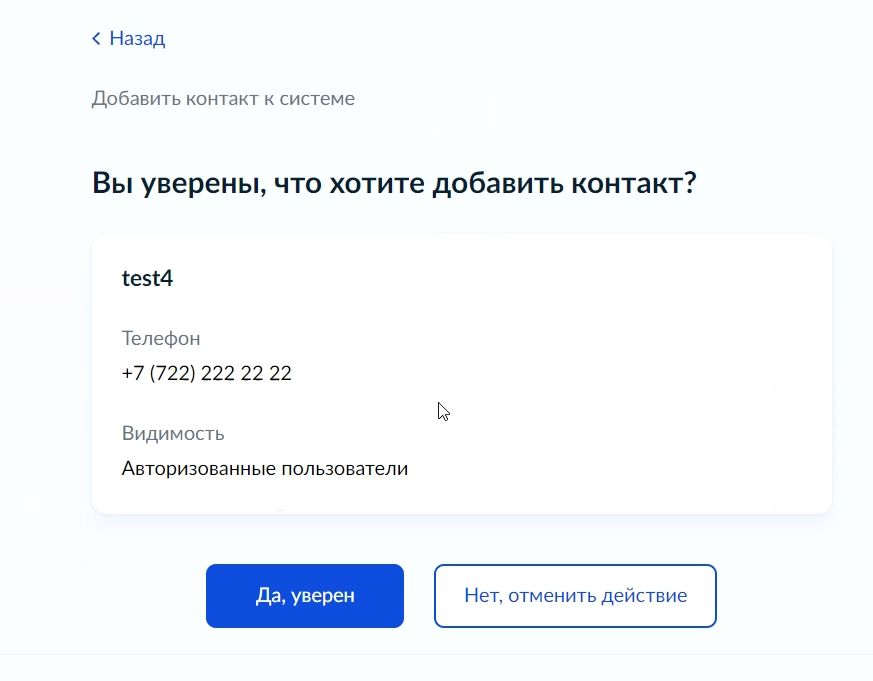 Назад
Добавить контакт к системе
Вы уверены, что хотите добавить контакт?
test4
Телефон
+7 (722) 222 22 22
Видимость
Авторизованные пользователи
Да, уверен
Нет, отменить действие